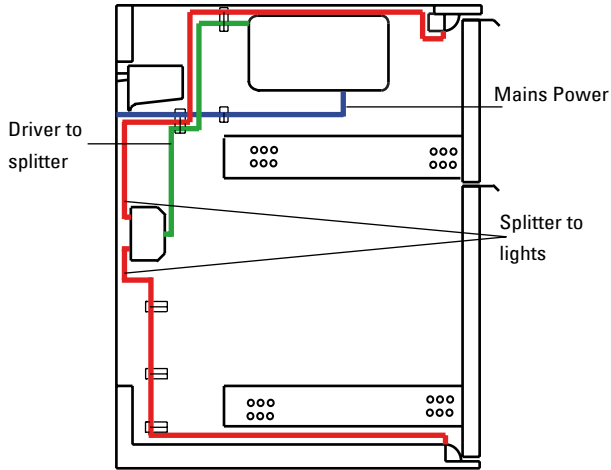 Mains Power
Driver to
splitter
Splitter to
lights